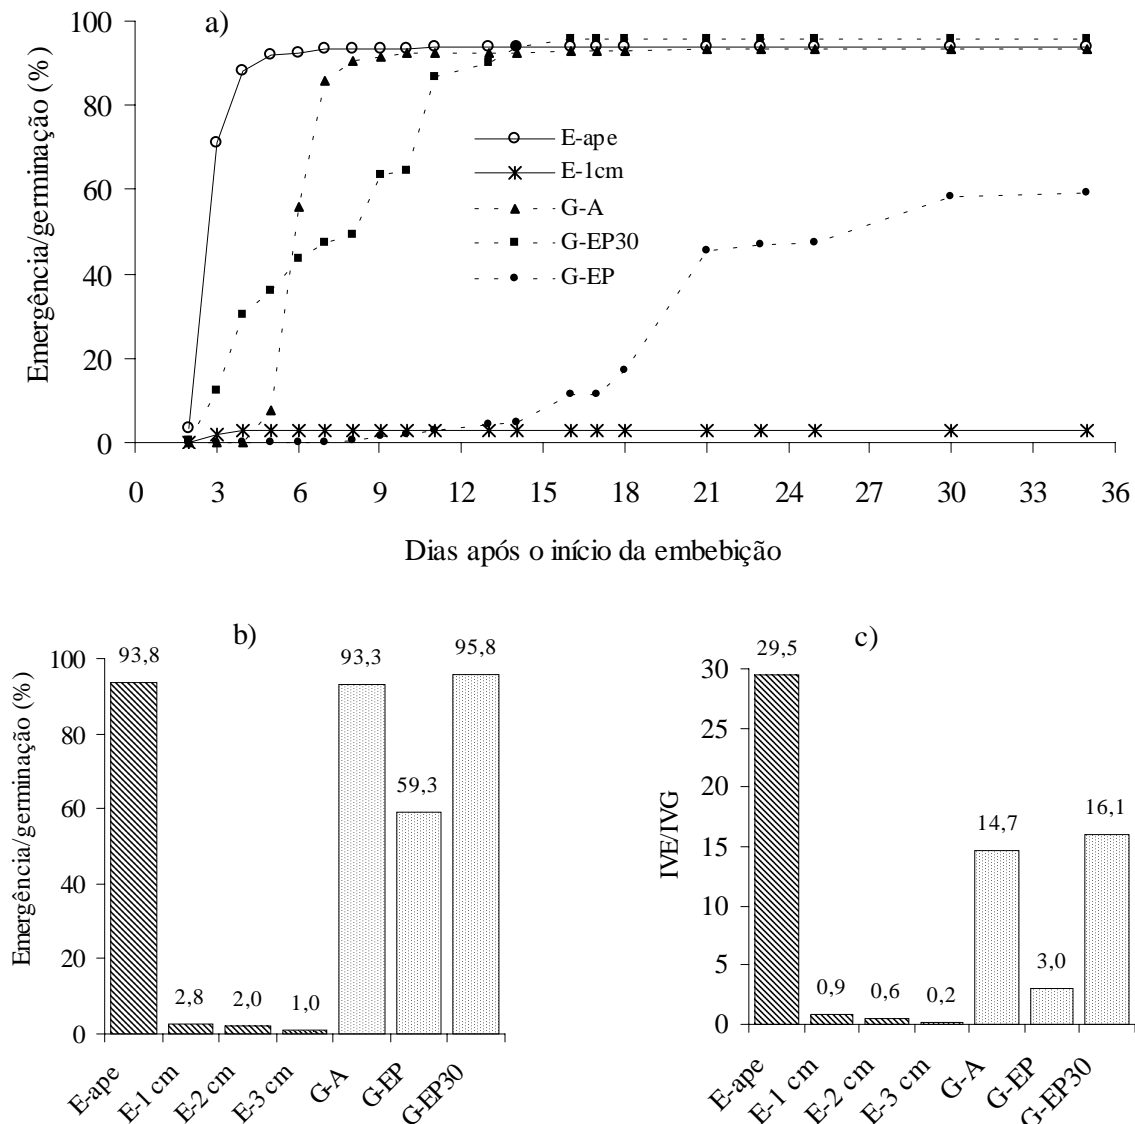 a)
Emergência/germinação (%)
100
80
60
40
20
0
E-ape
E-1cm
G-A
G-EP30
G-EP
0 3 6 9 12 15 18 21 24 27 30 33 36
Dias após o início da embebição
b)
Emergência/germinação (%)
100
80
60
40
20
0
93,8
2,8
2,0
1,0
93,3
59,3
95,8
E-ape
E-1 cm
E-2 cm
E-3 cm
G-A
G-EP
G-EP30
c)
IVE/IVG
30
25
20
15
10
5
0
29,5
0,9
0,6
0,2
14,7
3,0
16,1
E-ape
E-1 cm
E-2 cm
E-3 cm
G-A
G-EP
G-EP30